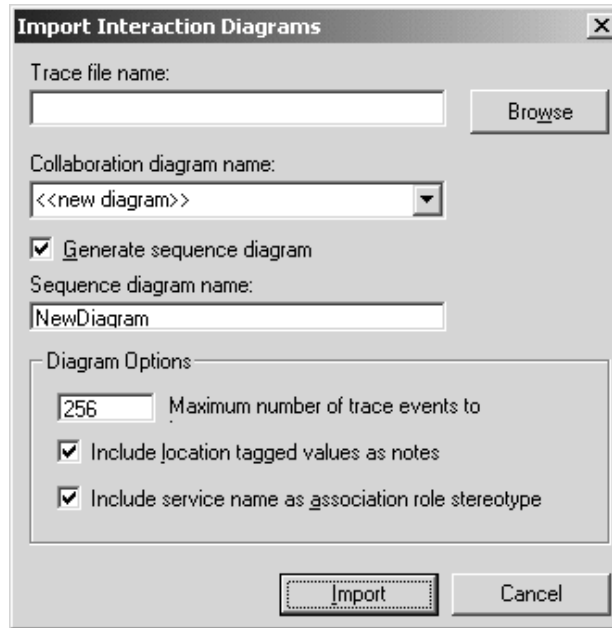 Import Interaction Diagrams
Trace file name:
Browse
Collaboration diagram name:
<<new diagram>>
Generate sequence diagram
Sequence diagram name:
NewDiagram
Diagram Options
256 Maximum number of trace events to
Include location tagged values as notes
Include service name as association role stereotype
Import Cancel